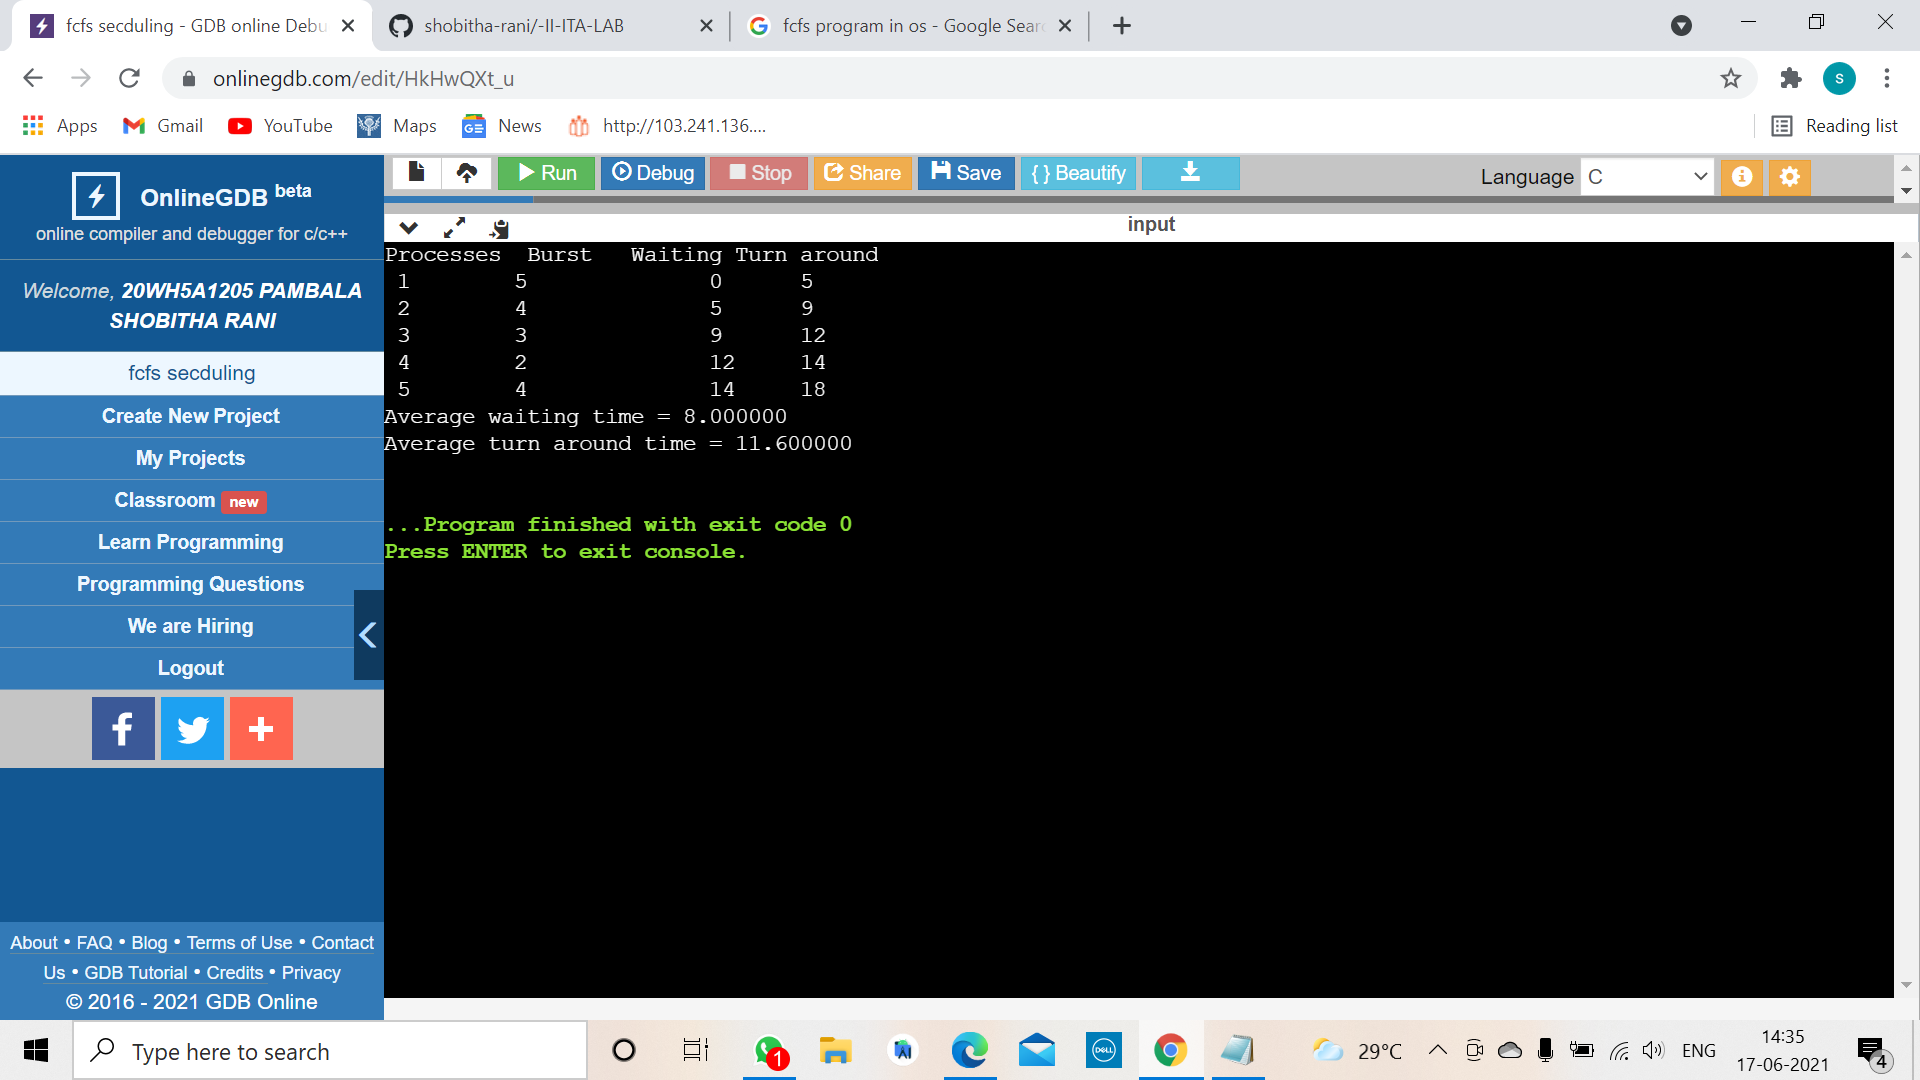 fcfs secduling - GDB online Debu
shobitha-rani/-II-ITA-LAB
fcfs program in os - Google Sear
onlinegdb.com/edit/HkHwQXt_u
S
Apps
Gmail
YouTube
Maps
News
http://103.241.136....
Reading list
OnlineGDB beta
online compiler and debugger for c/c++
Welcome, 20WH5A1205 PAMBALA
SHOBITHA RANI
fcfs secduling
Create New Project
My Projects
Classroom new
Learn Programming
Programming Questions
We are Hiring
Logout
About • FAQ • Blog • Terms of Use • Contact
Us • GDB Tutorial • Credits • Privacy
© 2016 - 2021 GDB Online
Run Debug Stop Share Save { } Beautify
Language C
input
Processes Burst Waiting Turn around
1 5 0 5
2 4 5 9
3 3 9 12
4 2 12 14
5 4 14 18
Average waiting time = 8.000000
Average turn around time = 11.600000
...Program finished with exit code 0
Press ENTER to exit console.
Type here to search
1
DELL
29°C
ENG
14:35
17-06-2021
4